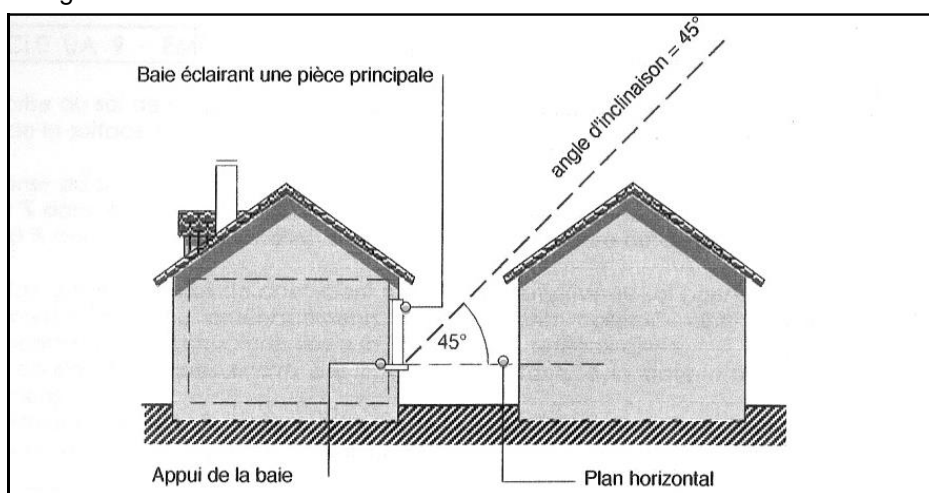 Baie éclairant une pièce principale
angle d'inclinaison = 45°
45°
Appui de la baie
Plan horizontal